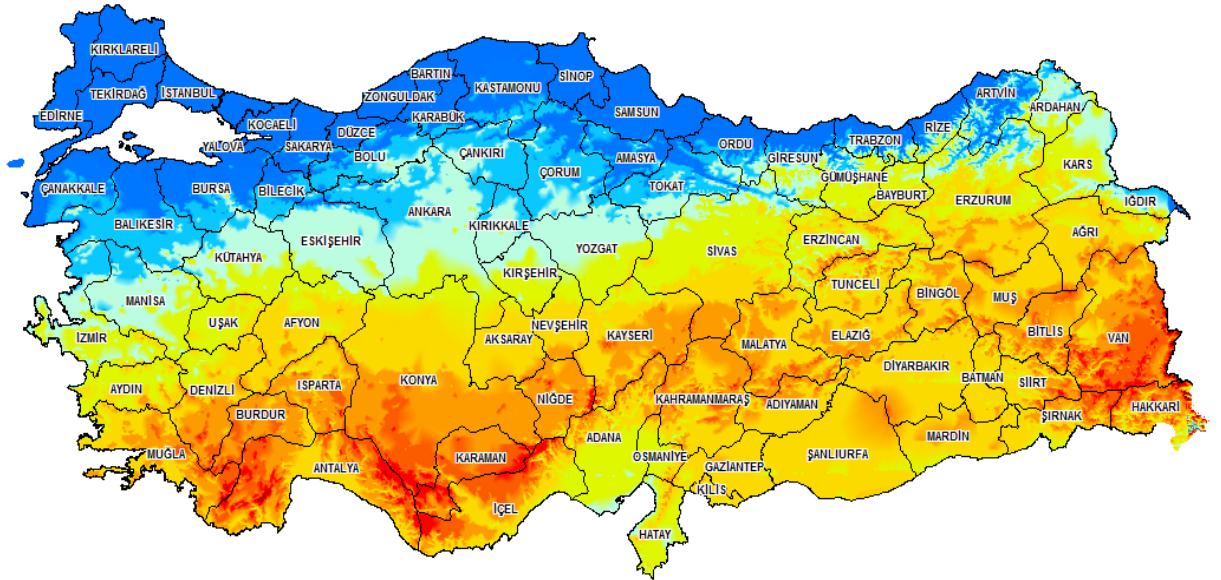 KIRKLARELİ
EDİRNE
TEKİRDAĞ
İSTANBUL
KOCAELİ
YALOVA
SAKARYA
DÜZCE
ZONGULDAK
BARTIN
KARABÜK
KASTAMONU
SİNOP
SAMSUN
BOLU
ÇANKIRI
ÇORUM
AMASYA
TOKAT
ORDU
GİRESUN
TRABZON
RİZE
ARTVİN
ARDAHAN
KARS
GÜMÜŞHANE
BAYBURT
ERZURUM
IĞDIR
AĞRI
ÇANAKKALE
BURSA
BİLECİK
BALIKESİR
ANKARA
KIRIKKALE
ESKİŞEHİR
KÜTAHYA
YOZGAT
SİVAS
ERZİNCAN
KIRŞEHİR
TUNCELİ
BİNGÖL
MUŞ
MANİSA
İZMİR
UŞAK
AFYON
NEVŞEHİR
AKSARAY
KAYSERİ
MALATYA
ELAZIĞ
BİTLİS
VAN
DİYARBAKIR
BATMAN
SİİRT
AYDIN
DENİZLİ
ISPARTA
KONYA
NİĞDE
KAHRAMANMARAŞ
ADIYAMAN
ŞIRNAK
HAKKARİ
BURDUR
ADANA
MARDİN
MUĞLA
ANTALYA
KARAMAN
OSMANİYE
GAZİANTEP
ŞANLIURFA
KİLİS
İÇEL
HATAY